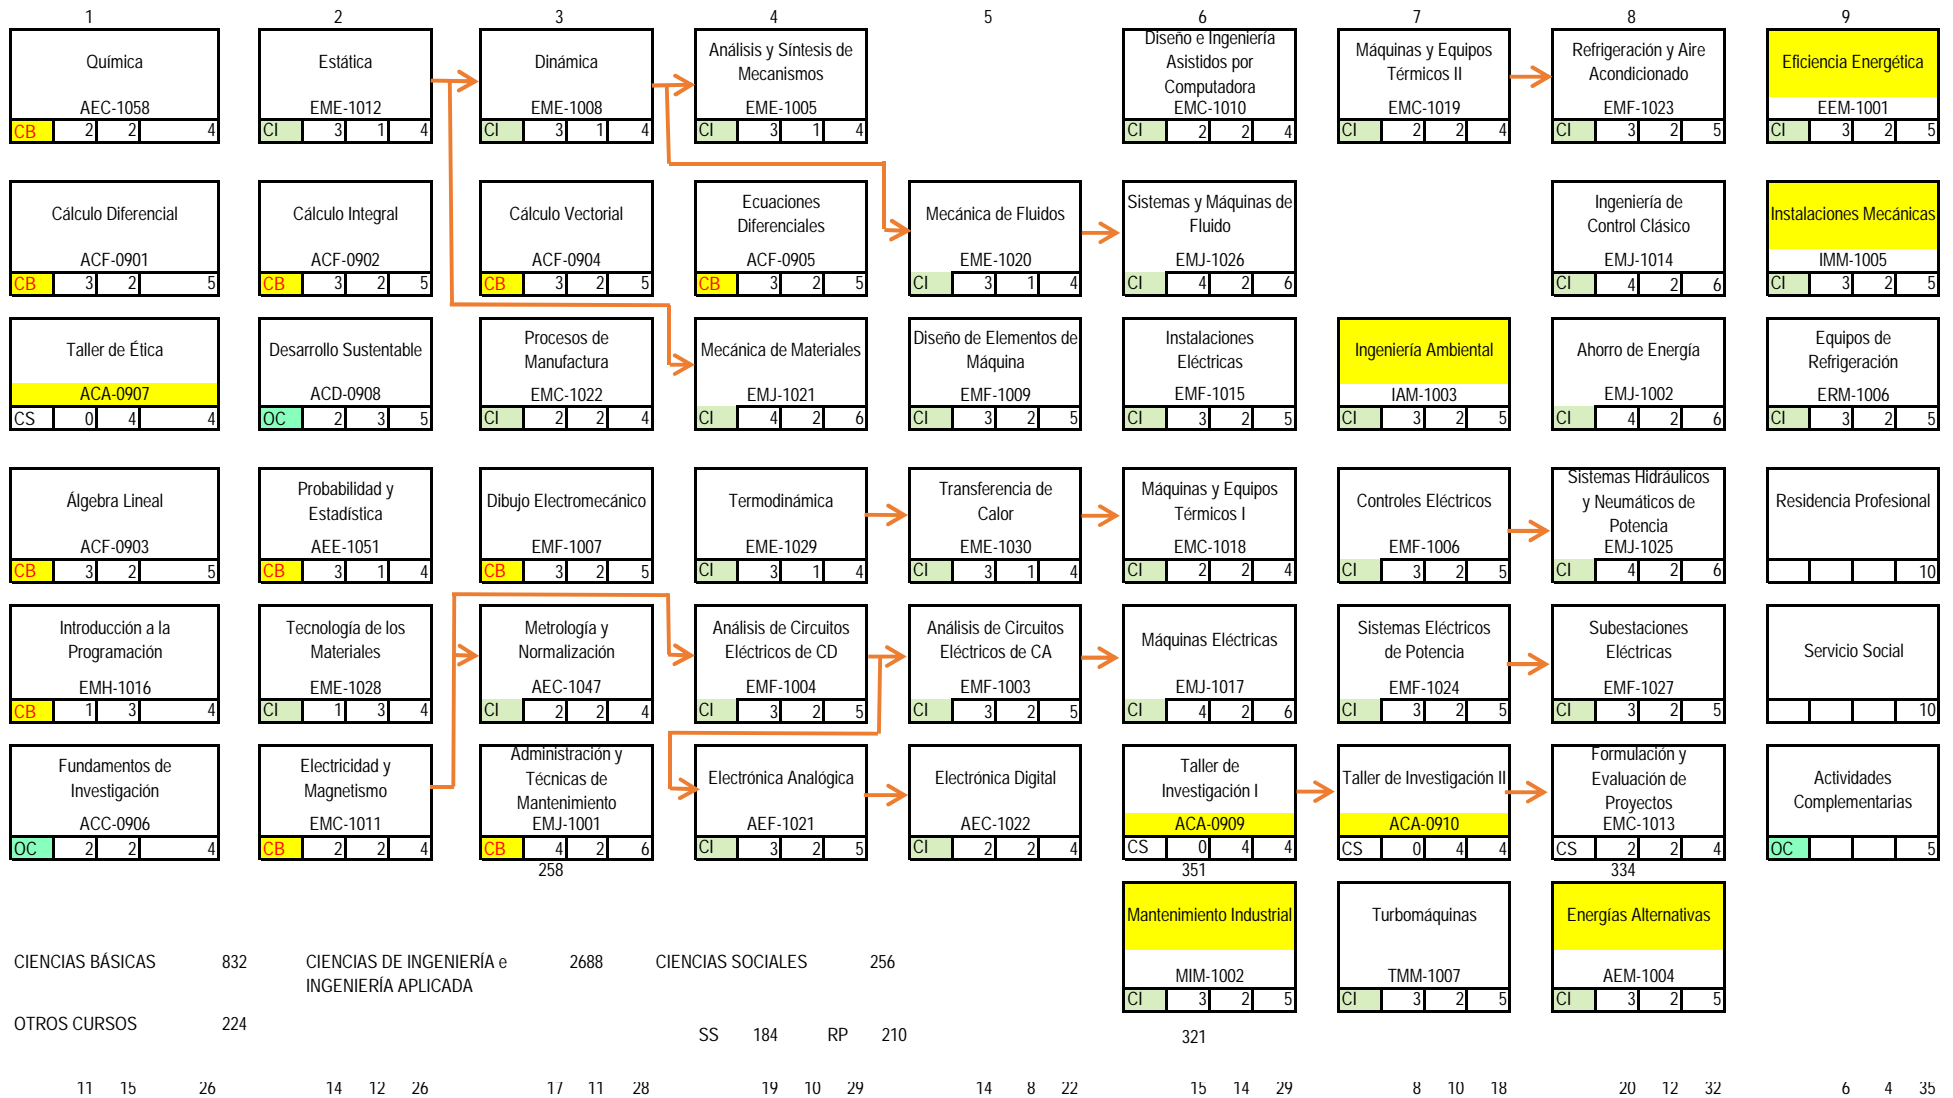 1 2 3 4 5 6 7 8 9
Química
AEC-1058
CB 2 2 4
Estática
EME-1012
CI 3 1 4
Dinámica
EME-1008
CI 3 1 4
Análisis y Síntesis de
Mecanismos
EME-1005
CI 3 1 4
Diseño e Ingeniería
Asistidos por
Computadora
EMC-1010
CI 2 2 4
Máquinas y Equipos
Térmicos II
EMC-1019
CI 2 2 4
Refrigeración y Aire
Acondicionado
EMF-1023
CI 3 2 5
Eficiencia Energética
EEM-1001
CI 3 2 5
Cálculo Diferencial
ACF-0901
CB 3 2 5
Cálculo Integral
ACF-0902
CB 3 2 5
Cálculo Vectorial
ACF-0904
CB 3 2 5
Ecuaciones
Diferenciales
ACF-0905
CB 3 2 5
Mecánica de Fluidos
EME-1020
CI 3 1 4
Sistemas y Máquinas de
Fluido
EMJ-1026
CI 4 2 6
Ingeniería de
Control Clásico
EMJ-1014
CI 4 2 6
Instalaciones Mecánicas
IMM-1005
CI 3 2 5
Taller de Ética
ACA-0907
CS 0 4 4
Desarrollo Sustentable
ACD-0908
OC 2 3 5
Procesos de
Manufactura
EMC-1022
CI 2 2 4
Mecánica de Materiales
EMJ-1021
CI 4 2 6
Diseño de Elementos de
Máquina
EMF-1009
CI 3 2 5
Instalaciones
Eléctricas
EMF-1015
CI 3 2 5
Ingeniería Ambiental
IAM-1003
CI 3 2 5
Ahorro de Energía
EMJ-1002
CI 4 2 6
Equipos de
Refrigeración
ERM-1006
CI 3 2 5
Álgebra Lineal
ACF-0903
CB 3 2 5
Probabilidad y
Estadística
AEE-1051
CB 3 1 4
Dibujo Electromecánico
EMF-1007
CB 3 2 5
Termodinámica
EME-1029
CI 3 1 4
Transferencia de
Calor
EME-1030
CI 3 1 4
Máquinas y Equipos
Térmicos I
EMC-1018
CI 2 2 4
Controles Eléctricos
EMF-1006
CI 3 2 5
Sistemas Hidráulicos
y Neumáticos de
Potencia
EMJ-1025
CI 4 2 6
Residencia Profesional
10
Introducción a la
Programación
EMH-1016
CB 1 3 4
Tecnología de los
Materiales
EME-1028
CI 1 3 4
Metrología y
Normalización
AEC-1047
CI 2 2 4
Análisis de Circuitos
Eléctricos de CD
EMF-1004
CI 3 2 5
Análisis de Circuitos
Eléctricos de CA
EMF-1003
CI 3 2 5
Máquinas Eléctricas
EMJ-1017
CI 4 2 6
Sistemas Eléctricos
de Potencia
EMF-1024
CI 3 2 5
Subestaciones
Eléctricas
EMF-1027
CI 3 2 5
Servicio Social
10
Fundamentos de
Investigación
ACC-0906
OC 2 2 4
Electricidad y
Magnetismo
EMC-1011
CB 2 2 4
Administración y
Técnicas de
Mantenimiento
EMJ-1001
CB 4 2 6
Electrónica Analógica
AEF-1021
CI 3 2 5
Electrónica Digital
AEC-1022
CI 2 2 4
Taller de
Investigación I
ACA-0909
CS 0 4 4
Taller de Investigación II
ACA-0910
CS 0 4 4
Formulación y
Evaluación de
Proyectos
EMC-1013
CS 2 2 4
Actividades
Complementarias
OC 5
258 351 334
Mantenimiento Industrial
MIM-1002
CI 3 2 5
Turbomáquinas
TMM-1007
CI 3 2 5
Energías Alternativas
AEM-1004
CI 3 2 5
CIENCIAS BÁSICAS 832
CIENCIAS DE INGENIERÍA e
INGENIERÍA APLICADA
2688
CIENCIAS SOCIALES 256
OTROS CURSOS 224
SS 184 RP 210
321
11 15 26 14 12 26 17 11 28 19 10 29 14 8 22 15 14 29 8 10 18 20 12 32 6 4 35